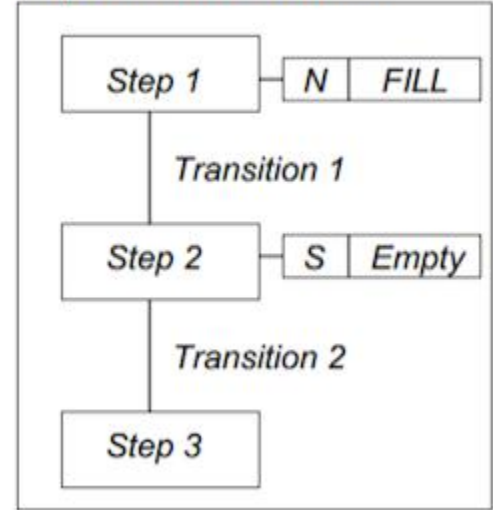 Step 1 N FILL
Transition 1
Step 2 S Empty
Transition 2
Step 3